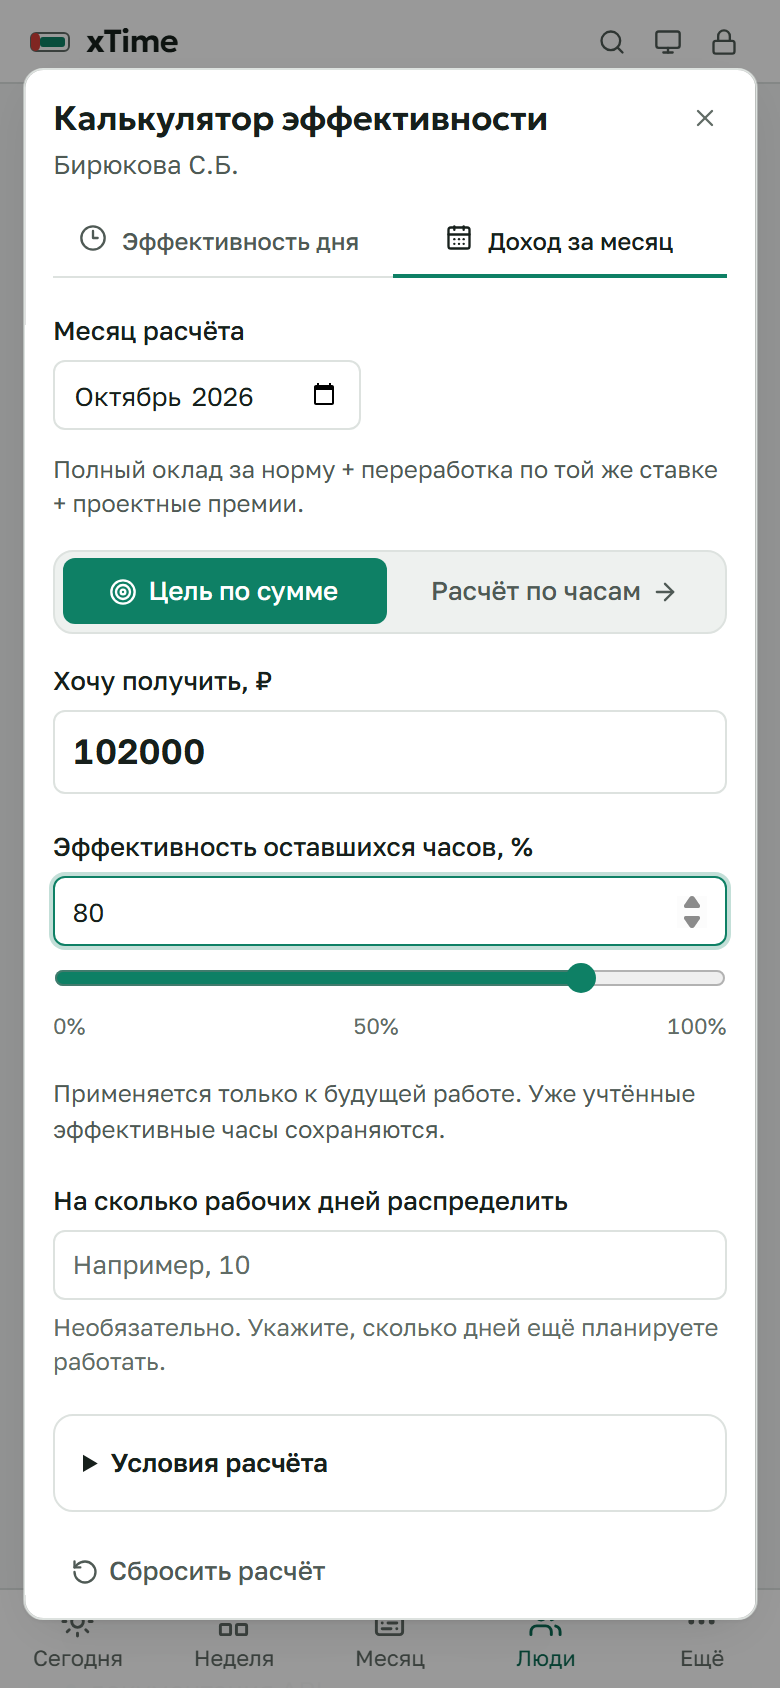 xTime
Калькулятор эффективности
Бирюкова С.Б.
Эффективность дня
Доход за месяц
Месяц расчёта
Октябрь 2026
Полный оклад за норму + переработка по той же ставке
+ проектные премии.
Цель по сумме
Расчёт по часам →
Хочу получить, ₽
102000
Эффективность оставшихся часов, %
80
0% 50% 100%
Применяется только к будущей работе. Уже учтённые
эффективные часы сохраняются.
На сколько рабочих дней распределить
Например, 10
Необязательно. Укажите, сколько дней ещё планируете
работать.
Условия расчёта
Сбросить расчёт
Сегодня Неделя Месяц Люди Ещё